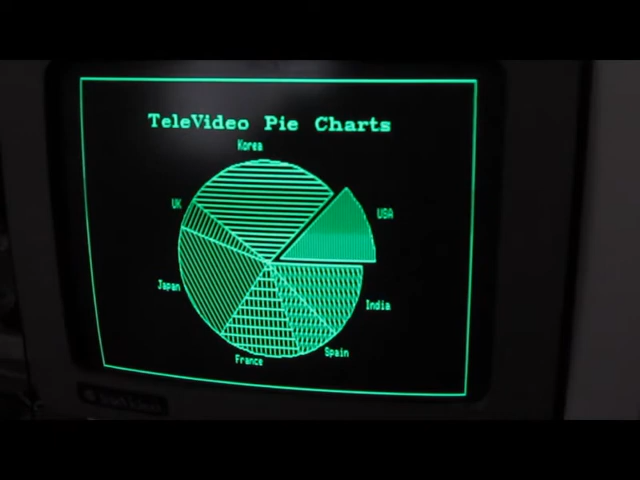 TeleVideo Pie Charts
Korea
UK
USA
Japan
India
Spain
France